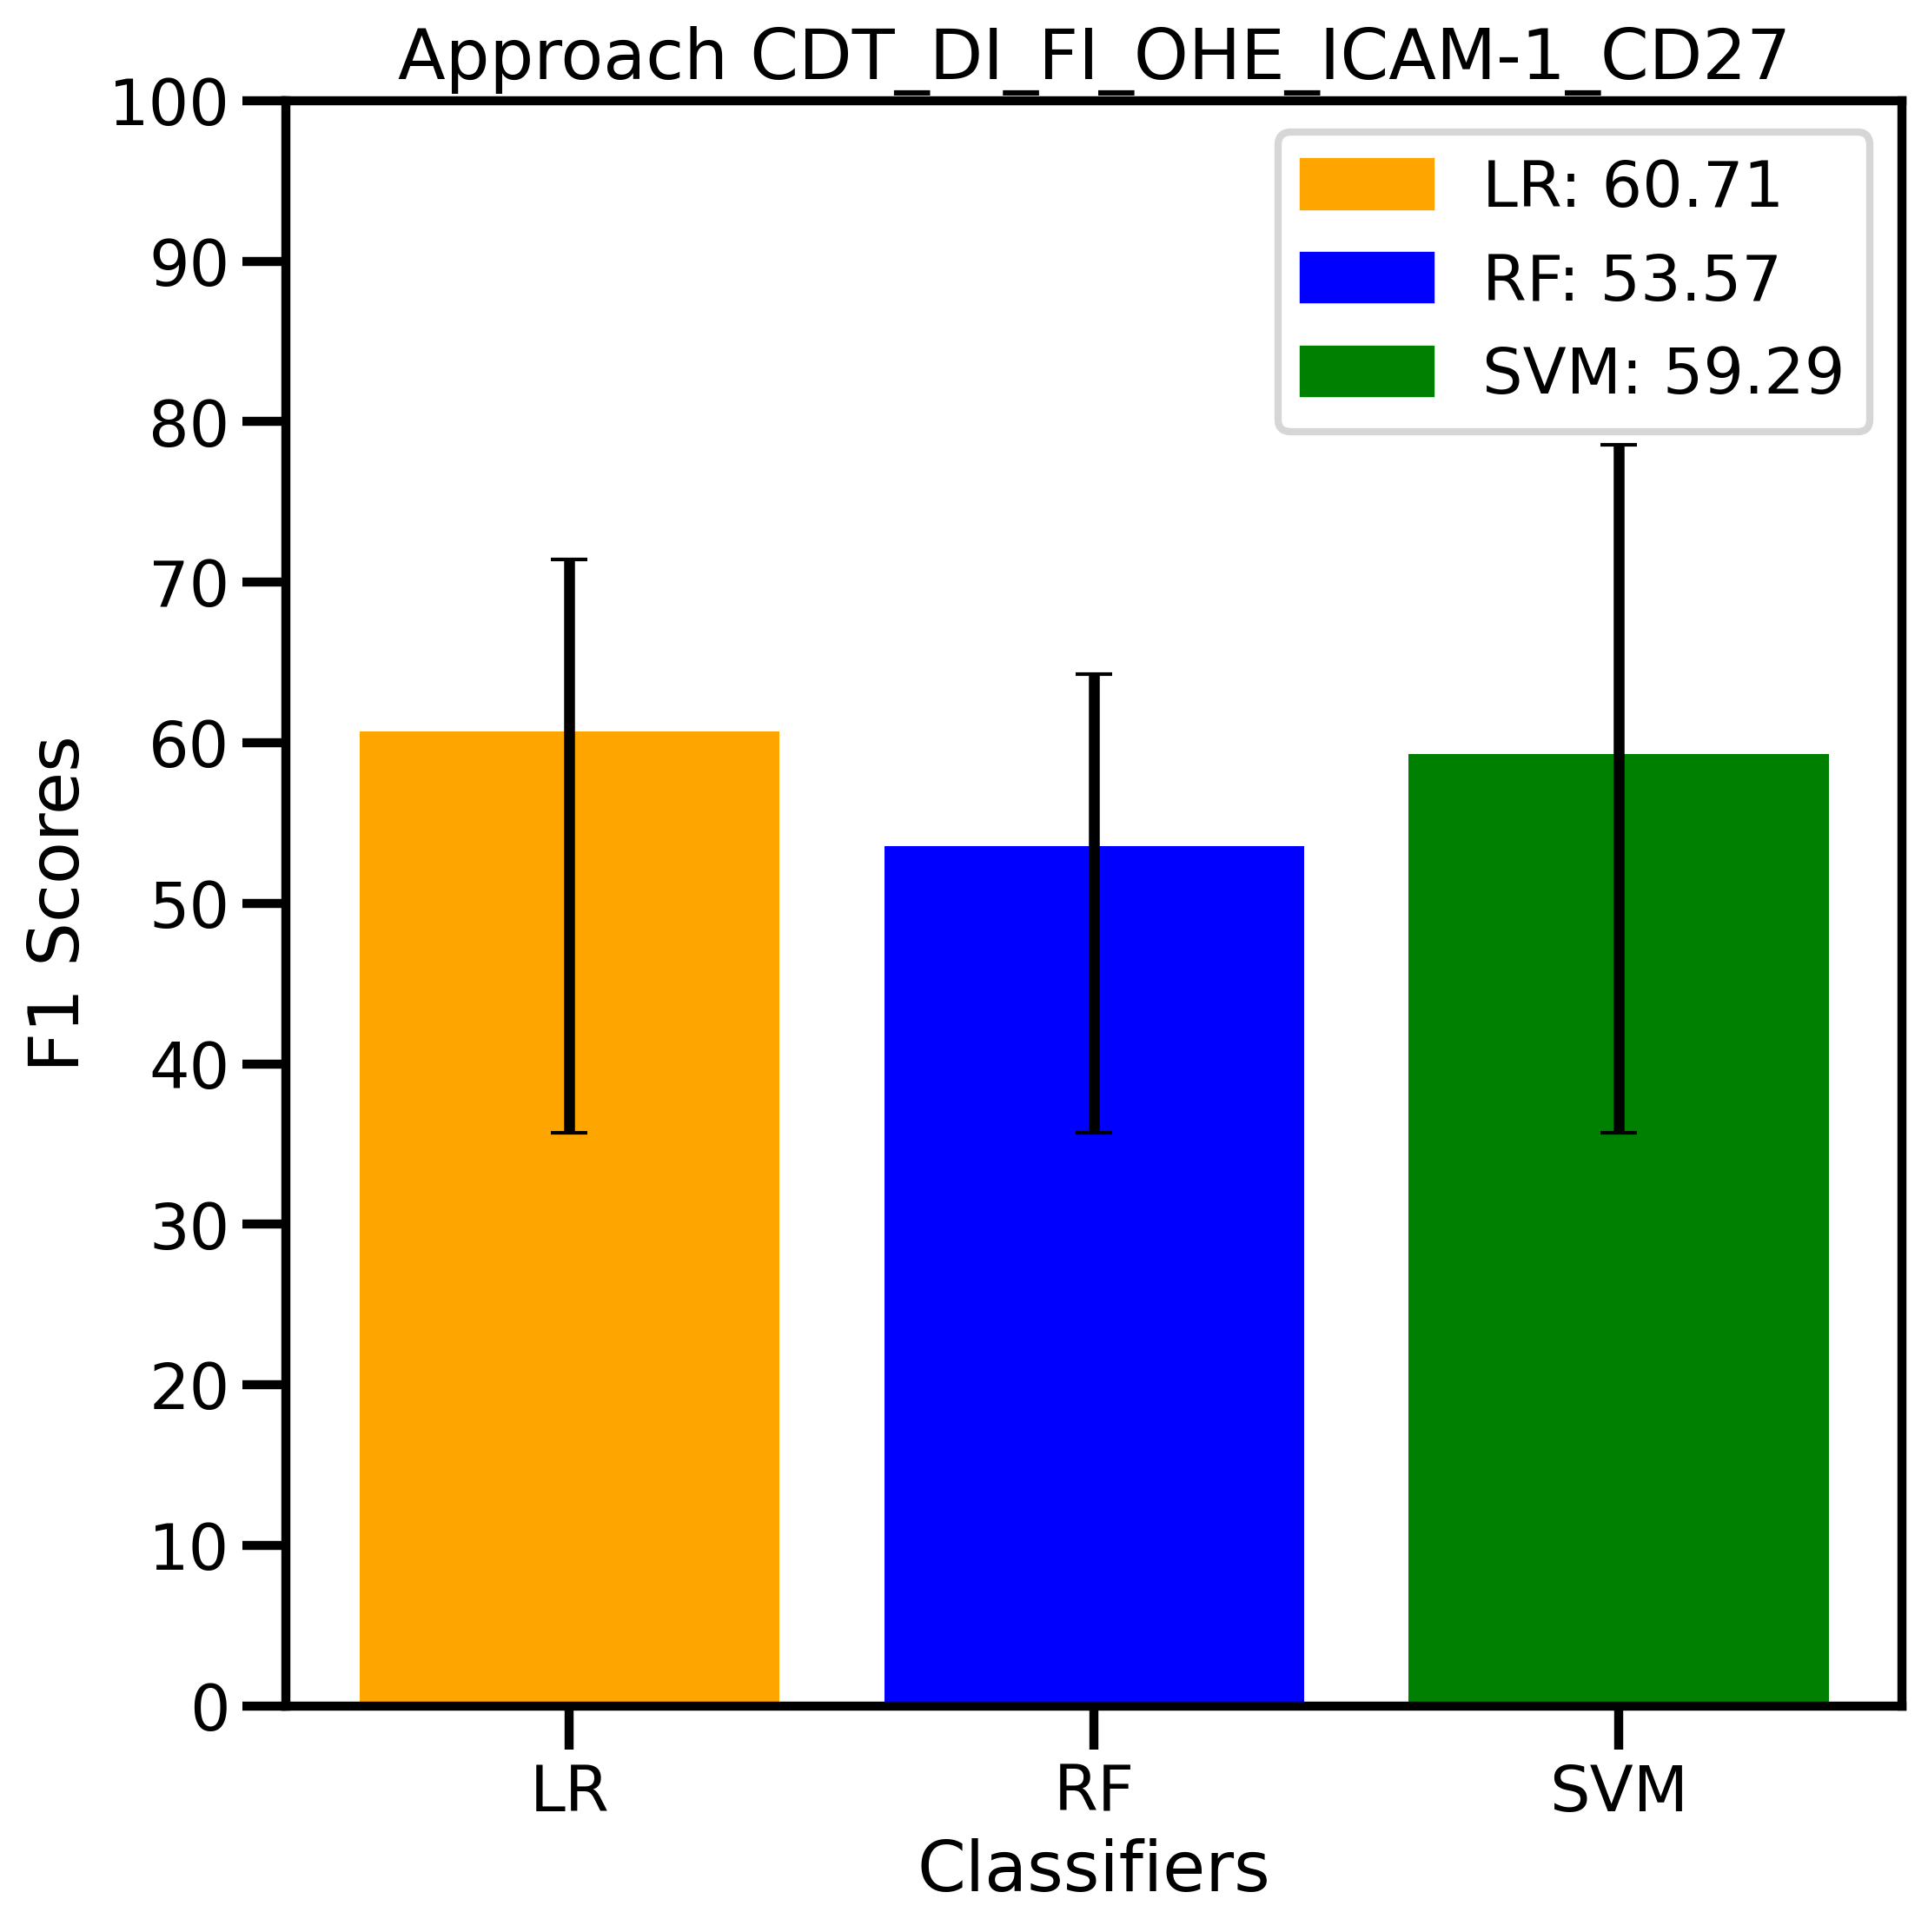 Approach CDT_DI_FI_OHE_ICAM-1_CD27
100
90
80
70
60
50
40
30
20
10
0
F1 Scores
LR: 60.71
RF: 53.57
SVM: 59.29
LR
RF
SVM
Classifiers